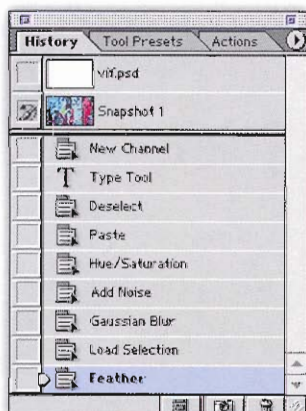 History Tool Presets Actions
vif.psd
Snapshot 1
New Channel
Type Tool
Deselect
Paste
Hue/Saturation
Add Noise
Gaussian Blur
Load Selection
Feather